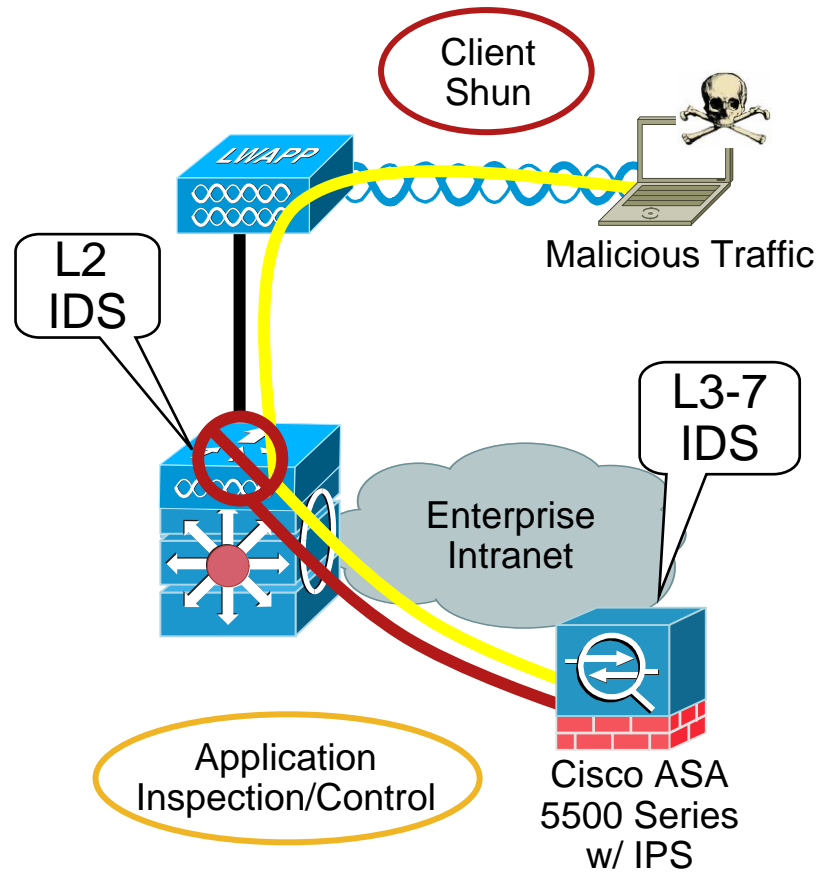 Client
Shun
LWAPP
Malicious Traffic
L2
IDS
L3-7
IDS
Enterprise
Intranet
Application
Inspection/Control
Cisco ASA
5500 Series
w/ IPS